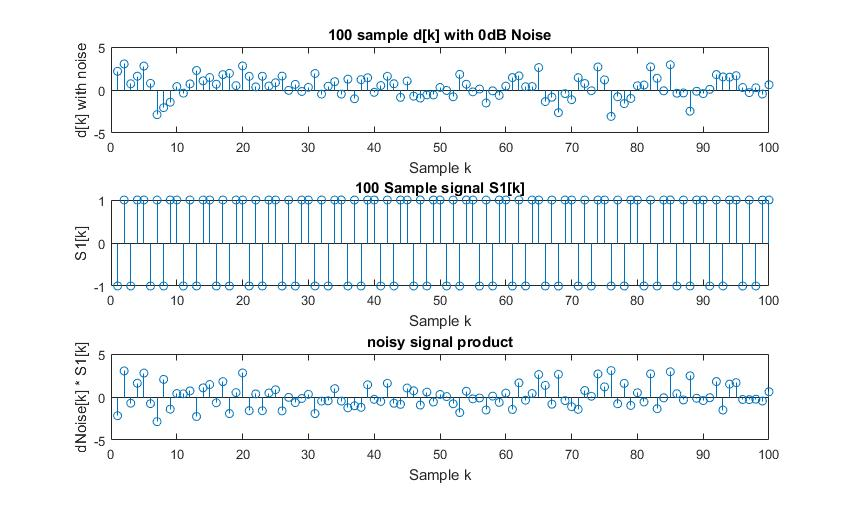 100 sample d[k] with 0dB Noise
5
0
-5
d[k] with noise
0 10 20 30 40 50 60 70 80 90 100
Sample k
100 Sample signal S1[k]
1
0
-1
S1[k]
0 10 20 30 40 50 60 70 80 90 100
Sample k
noisy signal product
5
0
-5
dNoise[k] * S1[k]
0 10 20 30 40 50 60 70 80 90 100
Sample k